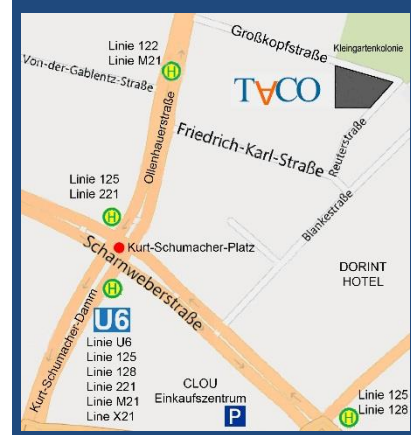 Großkopfstraße
Kleingartenkolonie
Linie 122
Linie M21
H
Von-der-Gablentz-Straße
TACO
Ollenhauerstraße
Friedrich-Karl-Straße
Reuterstraße
Linie 125
Linie 221
H
Blankestraße
Kurt-Schumacher-Platz
Scharnweberstraße
DORINT
HOTEL
H
Kurt-Schumacher-Damm
U6
Linie U6
Linie 125
Linie 128
Linie 221
Linie M21
Line X21
CLOU
Einkaufszentrum
P
H
Linie 125
Linie 128